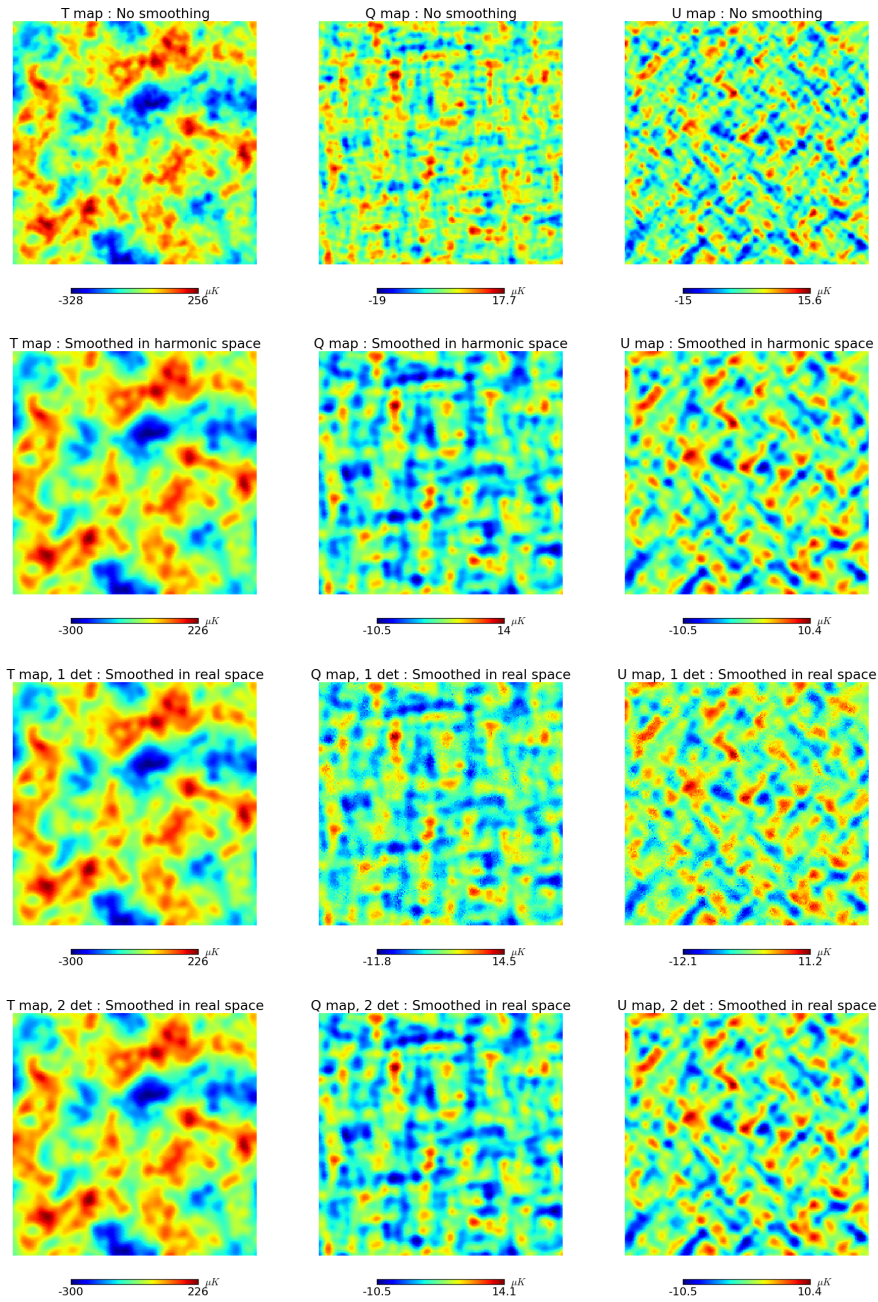 T map : No smoothing Q map : No smoothing U map : No smoothing
-328 256 μK -19 17.7 μK -15 15.6 μK
T map : Smoothed in harmonic space Q map : Smoothed in harmonic space U map : Smoothed in harmonic space
-300 226 μK -10.5 14 μK -10.5 10.4 μK
T map, 1 det : Smoothed in real space Q map, 1 det : Smoothed in real space U map, 1 det : Smoothed in real space
-300 226 μK -11.8 14.5 μK -12.1 11.2 μK
T map, 2 det : Smoothed in real space Q map, 2 det : Smoothed in real space U map, 2 det : Smoothed in real space
-300 226 μK -10.5 14.1 μK -10.5 10.4 μK